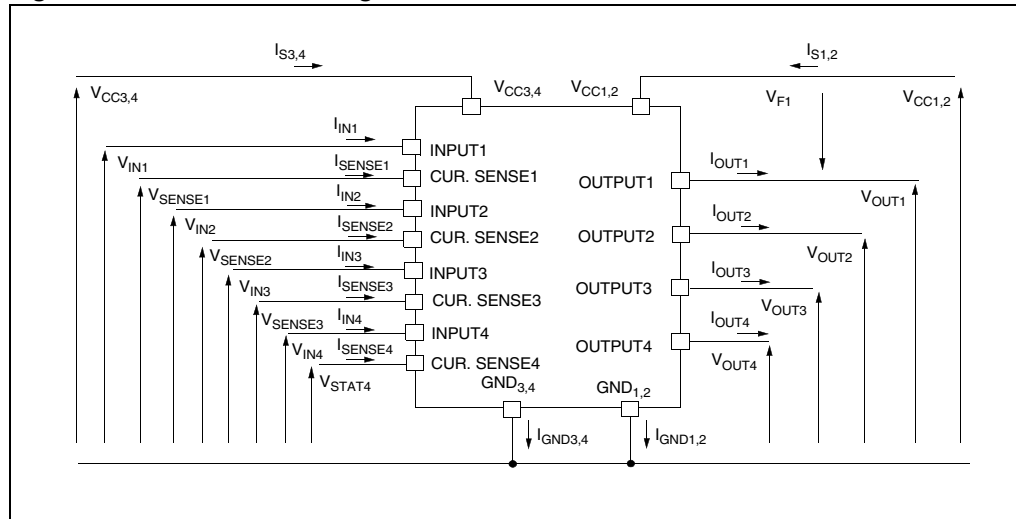 I_S3,4
I_S1,2
V_CC3,4
V_CC1,2
V_CC3,4
V_F1
V_CC1,2
I_IN1
INPUT1
V_IN1
I_SENSE1
CUR. SENSE1
OUTPUT1
I_OUT1
V_OUT1
V_SENSE1
I_IN2
INPUT2
V_IN2
I_SENSE2
CUR. SENSE2
OUTPUT2
I_OUT2
V_OUT2
V_SENSE2
I_IN3
INPUT3
V_IN3
I_SENSE3
CUR. SENSE3
OUTPUT3
I_OUT3
V_OUT3
V_SENSE3
I_IN4
INPUT4
V_IN4
I_SENSE4
CUR. SENSE4
OUTPUT4
I_OUT4
V_OUT4
V_STAT4
GND_3,4
GND_1,2
I_GND3,4
I_GND1,2